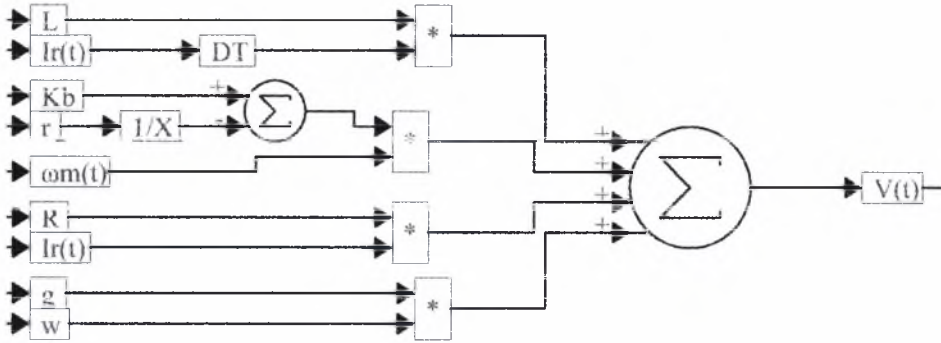 L
Ir(t) DT
*
Kb
+
Σ
r
1/X
-
*
ωm(t)
R
Ir(t)
*
g
w
*
+
+
+
+
Σ
V(t)